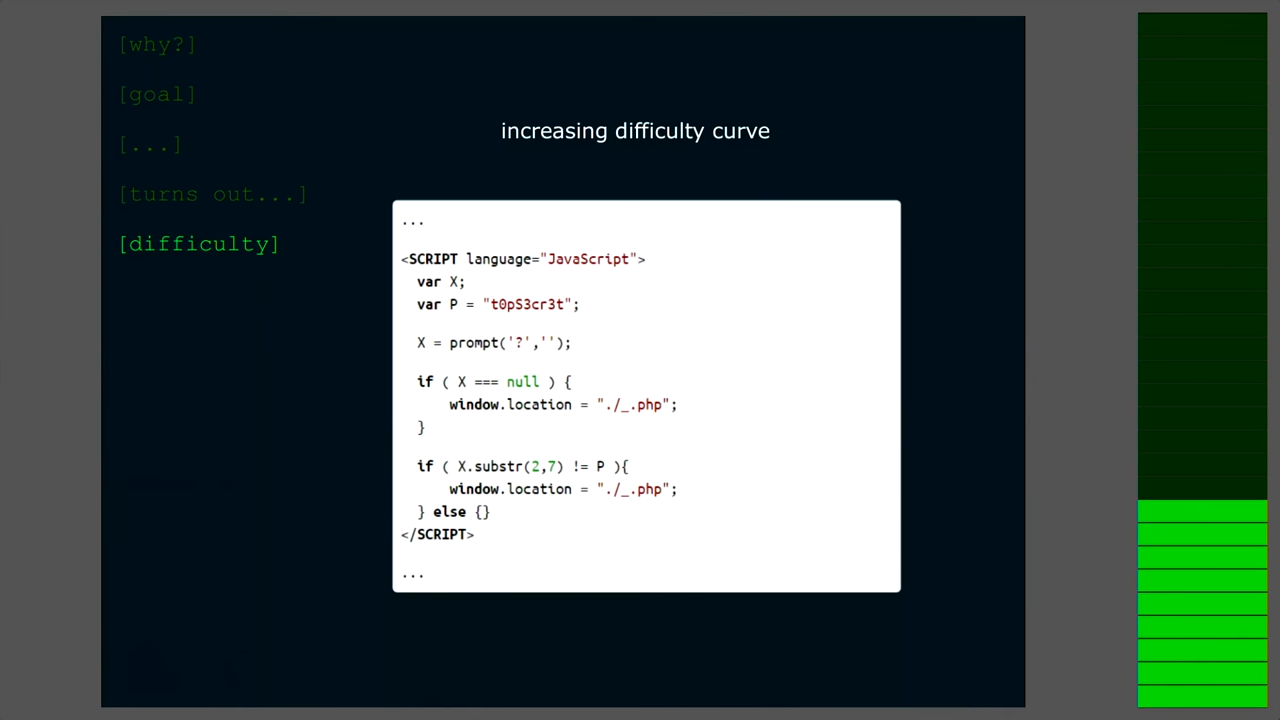 [why?]
[goal]
[...]
[turns out...]
[difficulty]
increasing difficulty curve
...
<SCRIPT language="JavaScript">
var X;
var P = "t0pS3cr3t";
X = prompt('?','');
if ( X === null ) {
window.location = "./_.php";
}
if ( X.substr(2,7) != P ){
window.location = "./_.php";
} else {}
</SCRIPT>
...